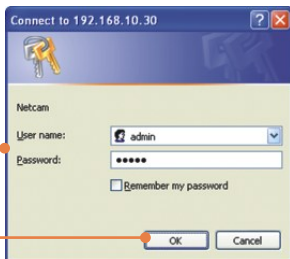 Connect to 192.168.10.30
Netcam
User name:
admin
Password:
•••••
Remember my password
OK
Cancel